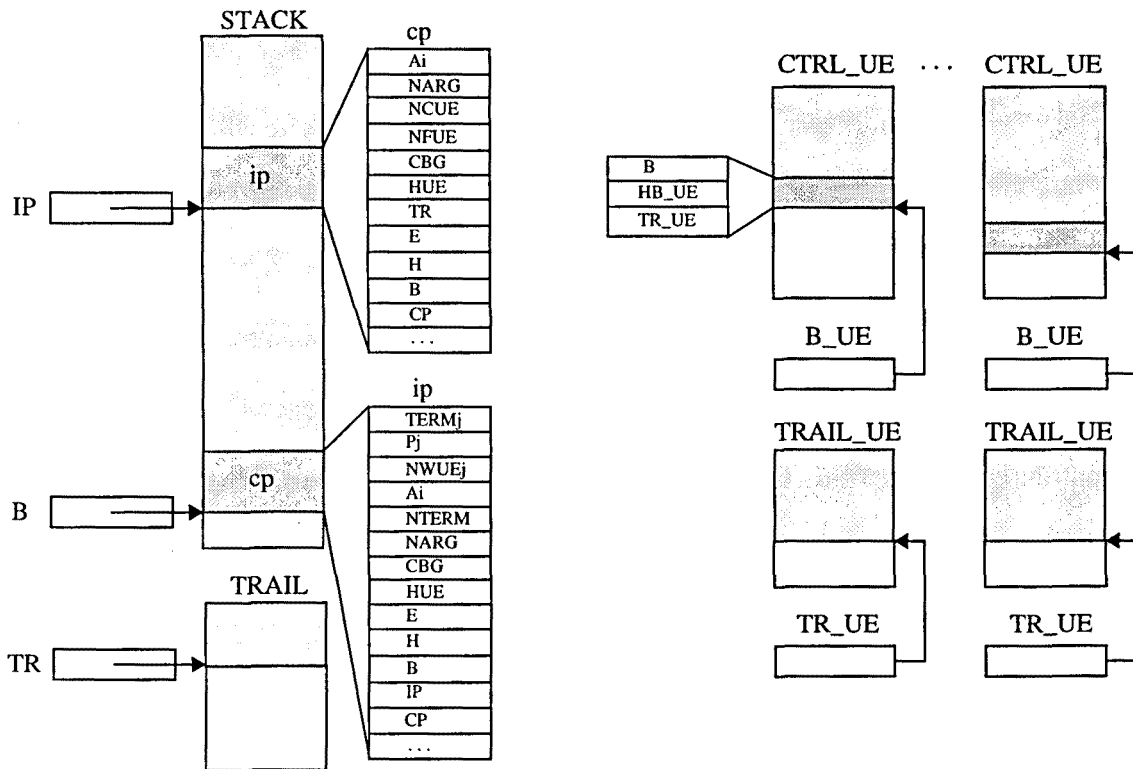 STACK
ip
IP
cp
B
TRAIL
TR
cp
Ai
NARG
NCUE
NFUE
CBG
HUE
TR
E
H
B
CP
...
ip
TERMj
Pj
NWUEj
Ai
NTERM
NARG
CBG
HUE
E
H
B
IP
CP
...
CTRL_UE ... CTRL_UE
B
HB_UE
TR_UE
B_UE B_UE
TRAIL_UE TRAIL_UE
TR_UE TR_UE